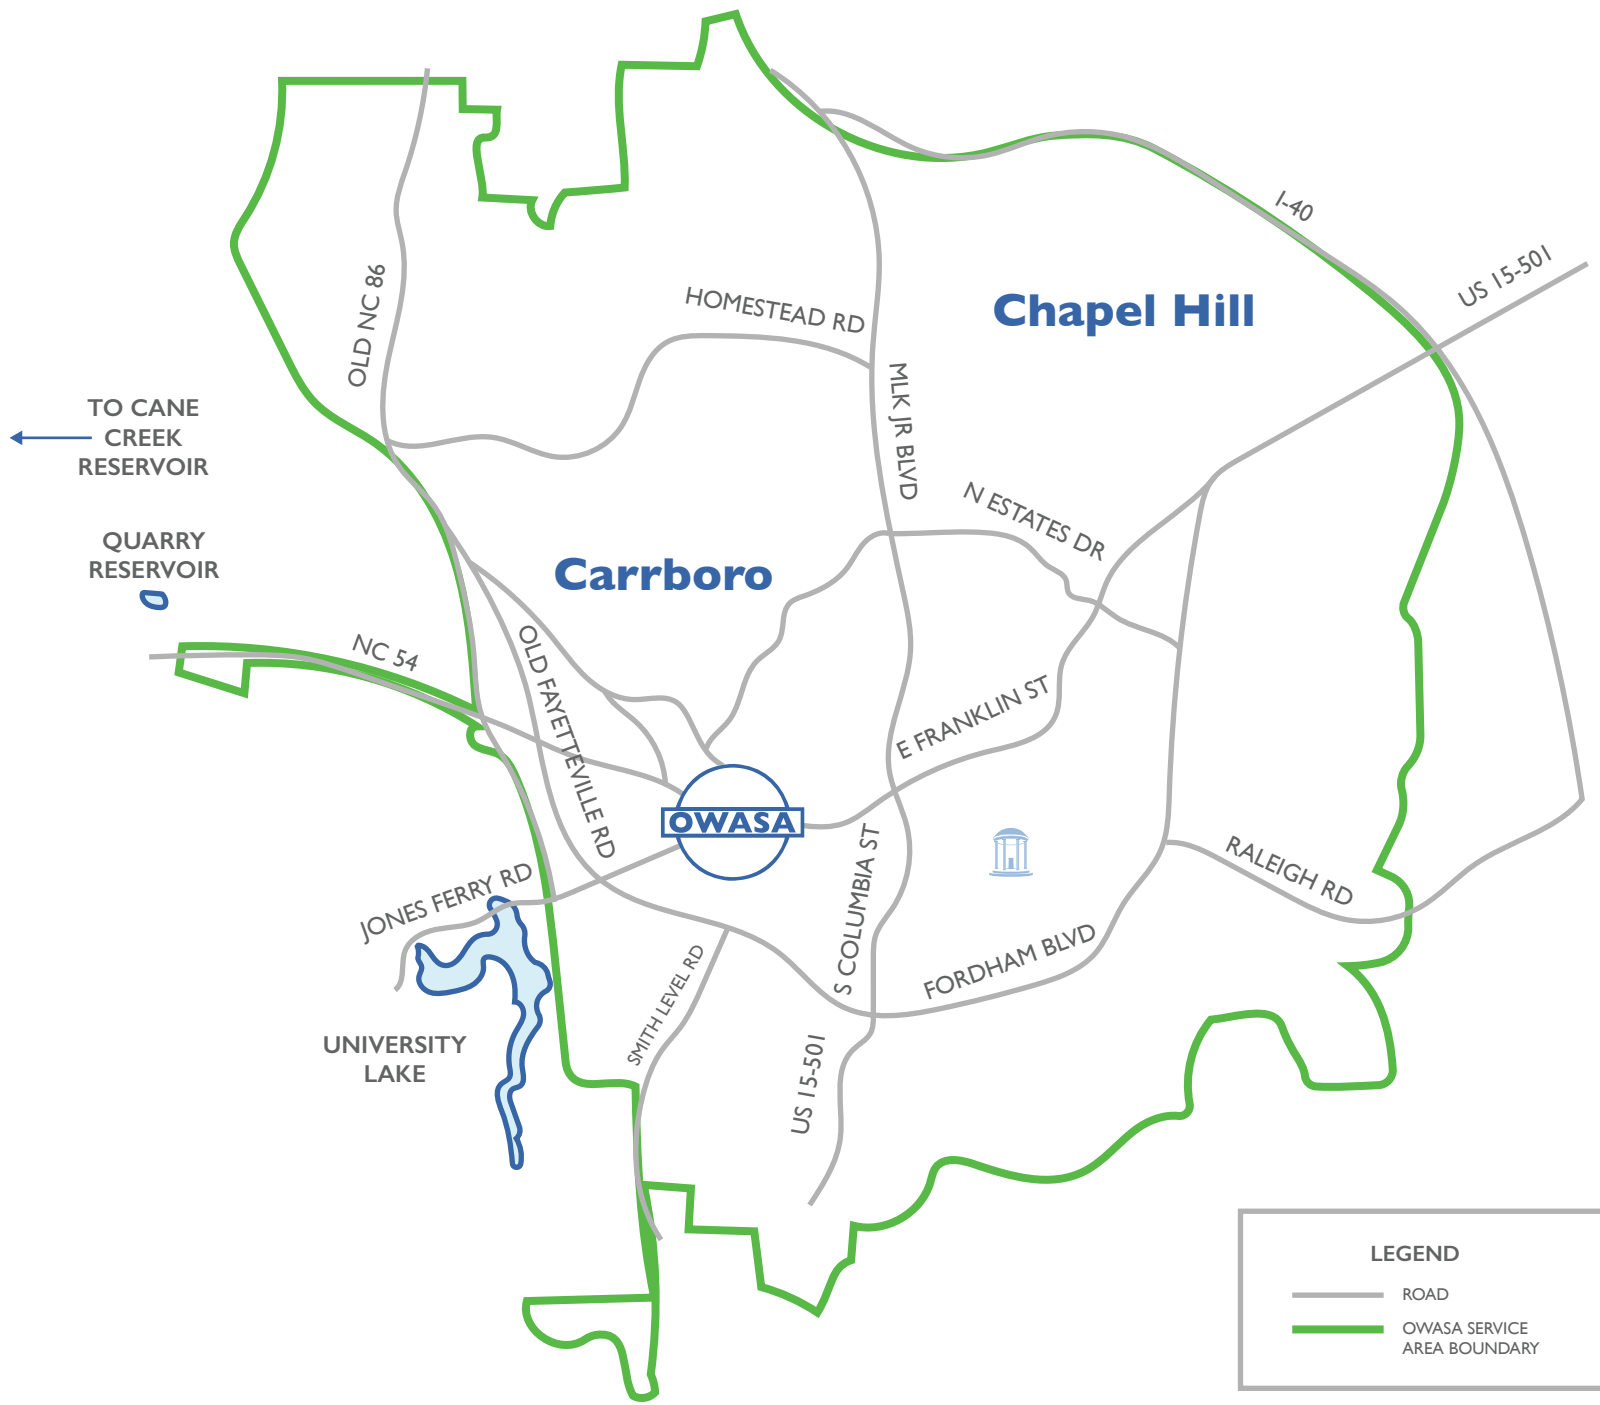 I-40
US 15-501
OLD NC 86
HOMESTEAD RD
Chapel Hill
MLK JR BLVD
TO CANE
CREEK
RESERVOIR
N ESTATES DR
QUARRY
RESERVOIR
Carrboro
NC 54
OLD FAYETTEVILLE RD
E FRANKLIN ST
OWASA
S COLUMBIA ST
RALEIGH RD
JONES FERRY RD
FORDHAM BLVD
SMITH LEVEL RD
UNIVERSITY
LAKE
US 15-501
LEGEND
ROAD
OWASA SERVICE
AREA BOUNDARY